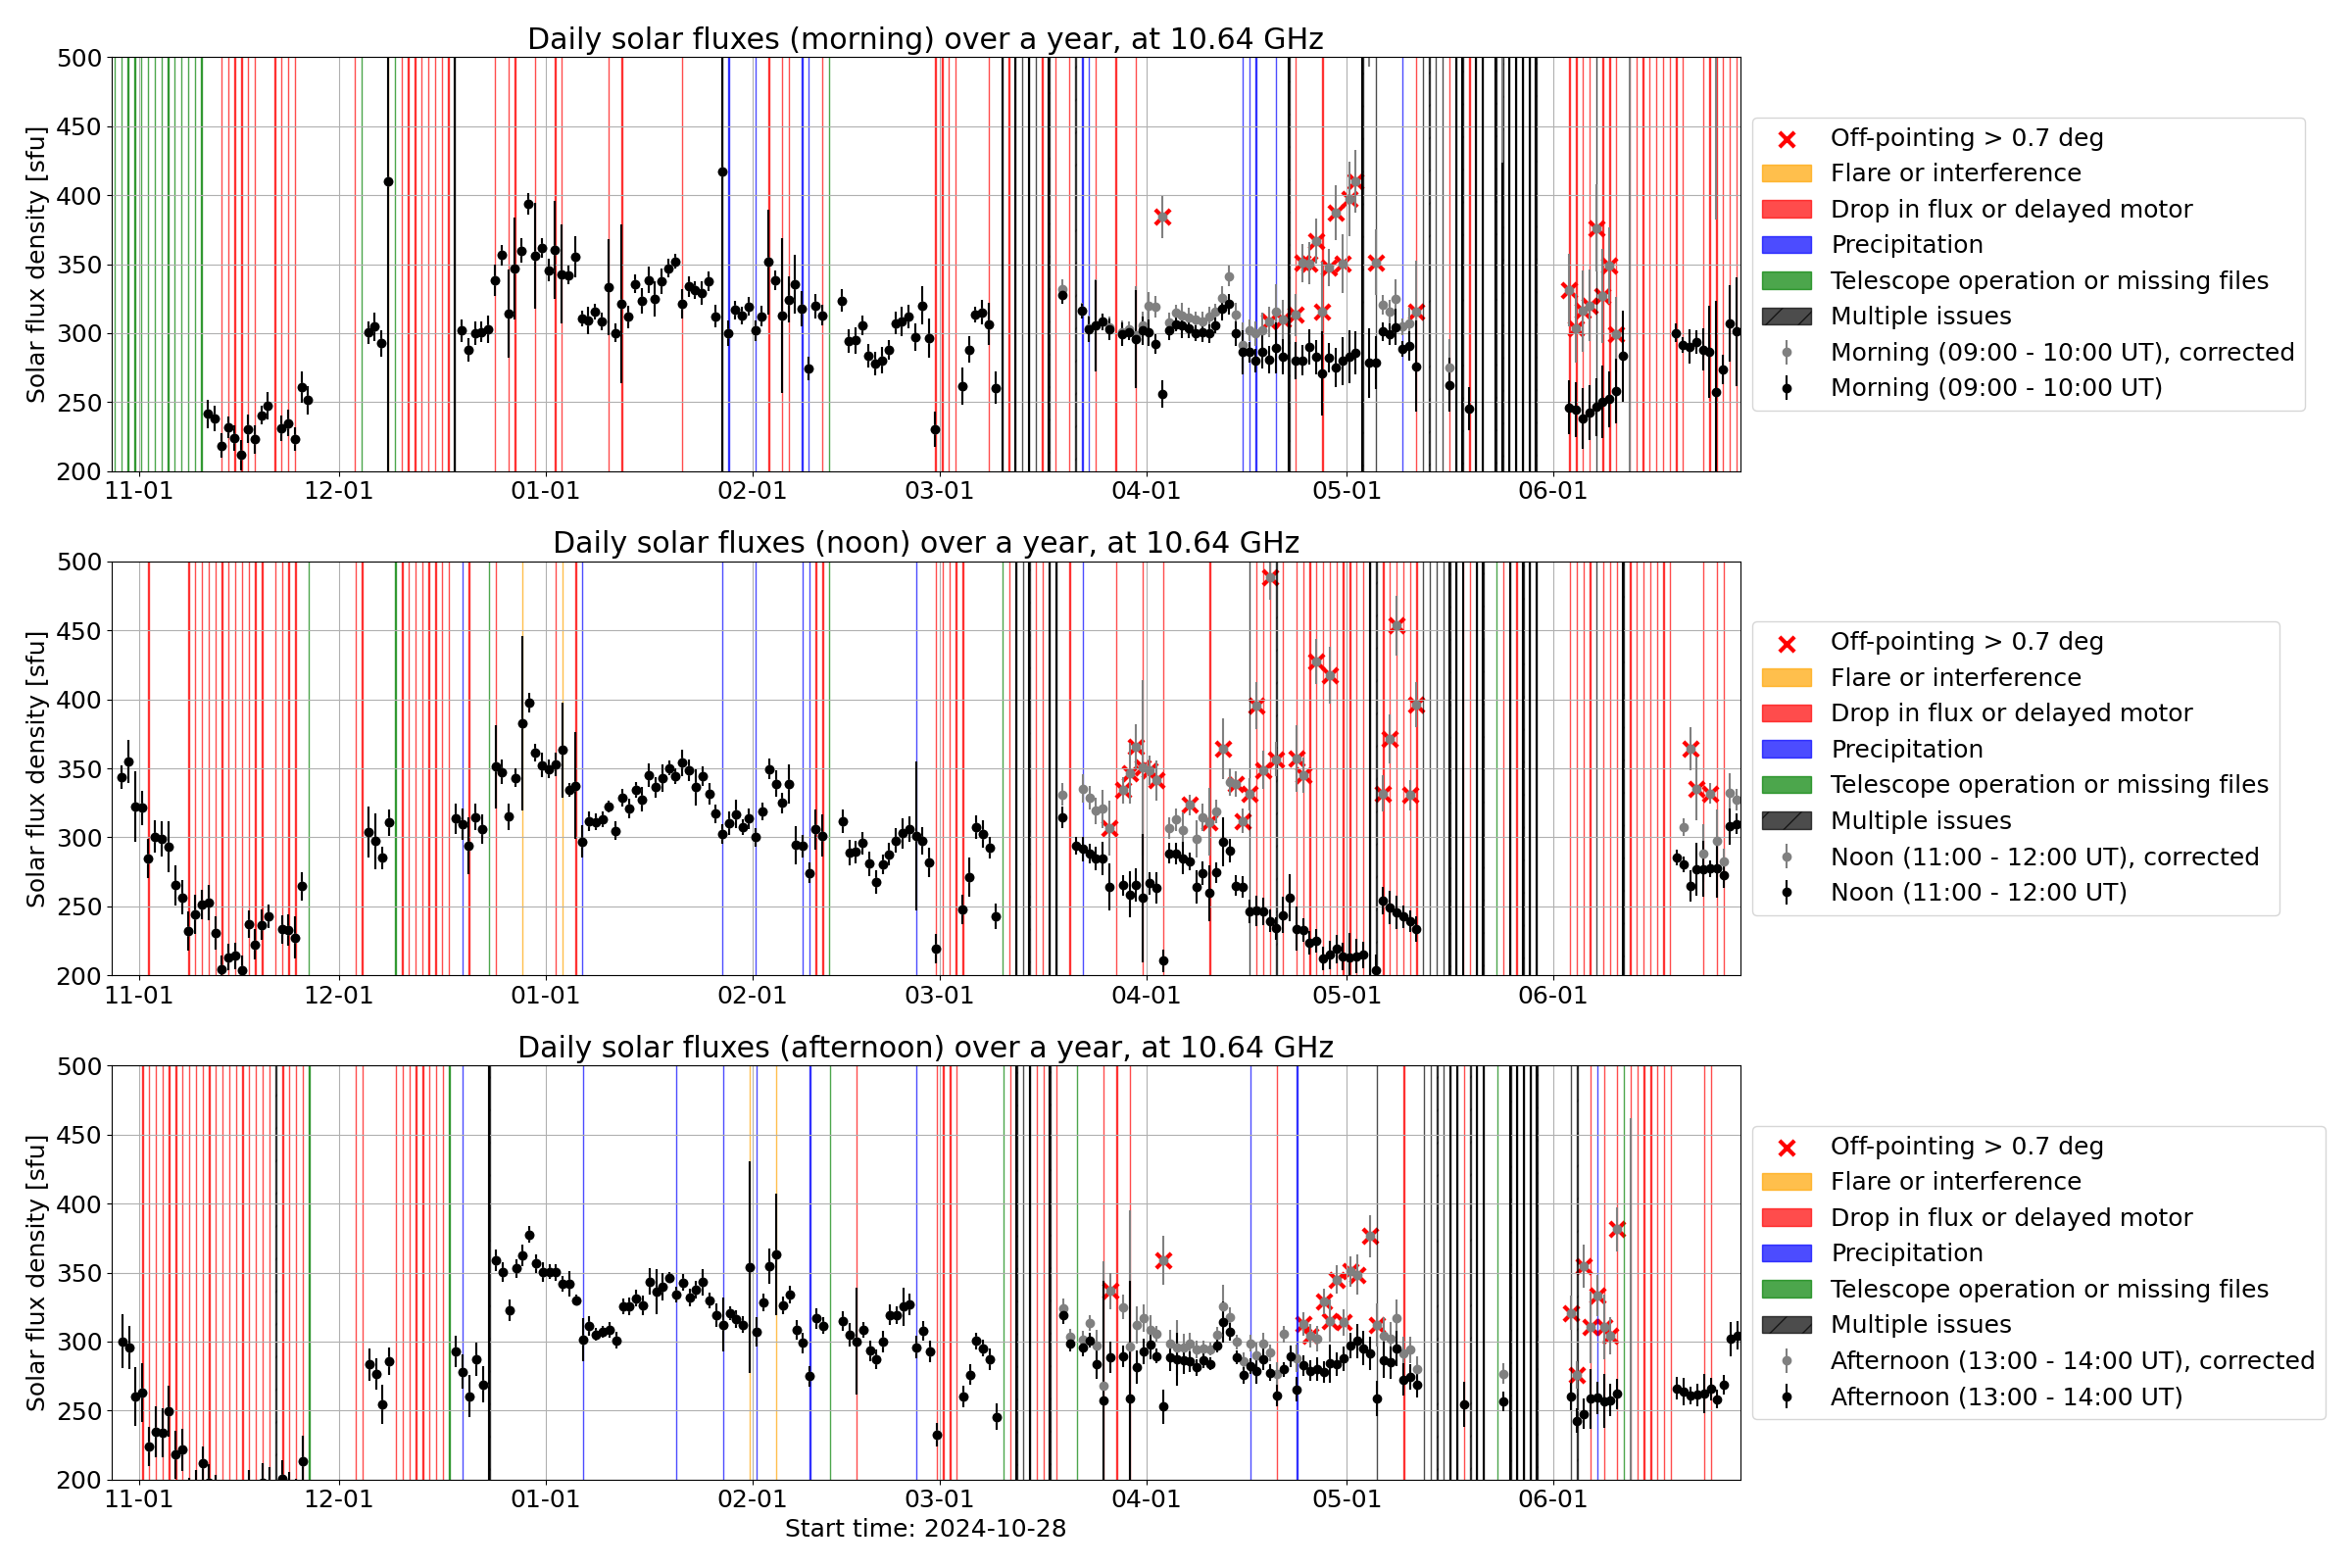 Daily solar fluxes (morning) over a year, at 10.64 GHz
Solar flux density [sfu]
500
450
400
350
300
250
200
11-01 12-01 01-01 02-01 03-01 04-01 05-01 06-01
Off-pointing > 0.7 deg
Flare or interference
Drop in flux or delayed motor
Precipitation
Telescope operation or missing files
Multiple issues
Morning (09:00 - 10:00 UT), corrected
Morning (09:00 - 10:00 UT)
Daily solar fluxes (noon) over a year, at 10.64 GHz
Solar flux density [sfu]
500
450
400
350
300
250
200
11-01 12-01 01-01 02-01 03-01 04-01 05-01 06-01
Off-pointing > 0.7 deg
Flare or interference
Drop in flux or delayed motor
Precipitation
Telescope operation or missing files
Multiple issues
Noon (11:00 - 12:00 UT), corrected
Noon (11:00 - 12:00 UT)
Daily solar fluxes (afternoon) over a year, at 10.64 GHz
Solar flux density [sfu]
500
450
400
350
300
250
200
11-01 12-01 01-01 02-01 03-01 04-01 05-01 06-01
Off-pointing > 0.7 deg
Flare or interference
Drop in flux or delayed motor
Precipitation
Telescope operation or missing files
Multiple issues
Afternoon (13:00 - 14:00 UT), corrected
Afternoon (13:00 - 14:00 UT)
Start time: 2024-10-28